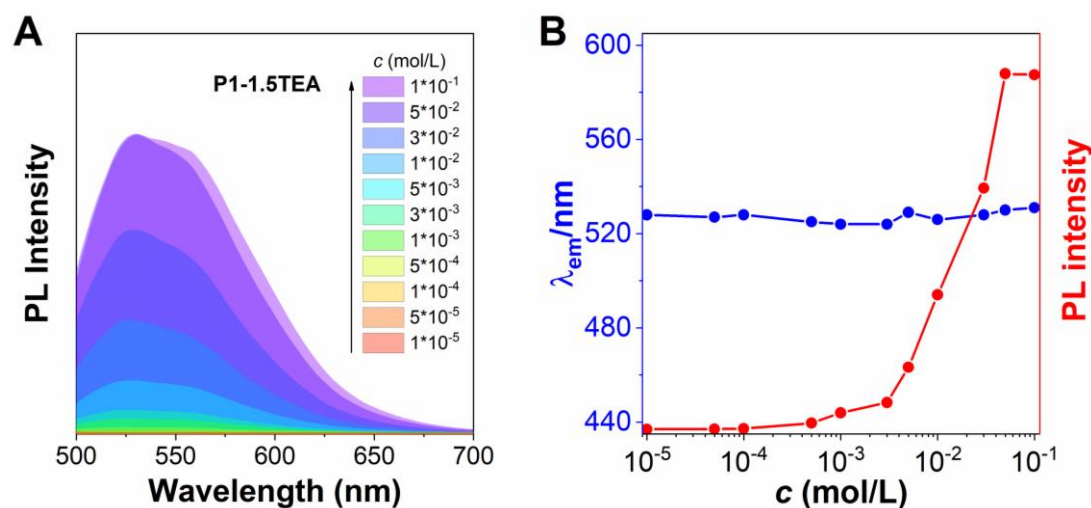 A
P1-1.5TEA
c (mol/L)
1*10⁻¹
5*10⁻²
3*10⁻²
1*10⁻²
5*10⁻³
3*10⁻³
1*10⁻³
5*10⁻⁴
1*10⁻⁴
5*10⁻⁵
1*10⁻⁵
PL Intensity
500 550 600 650 700
Wavelength (nm)
B
600
560
520
480
440
λem/nm
PL intensity
10⁻⁵ 10⁻⁴ 10⁻³ 10⁻² 10⁻¹
c (mol/L)